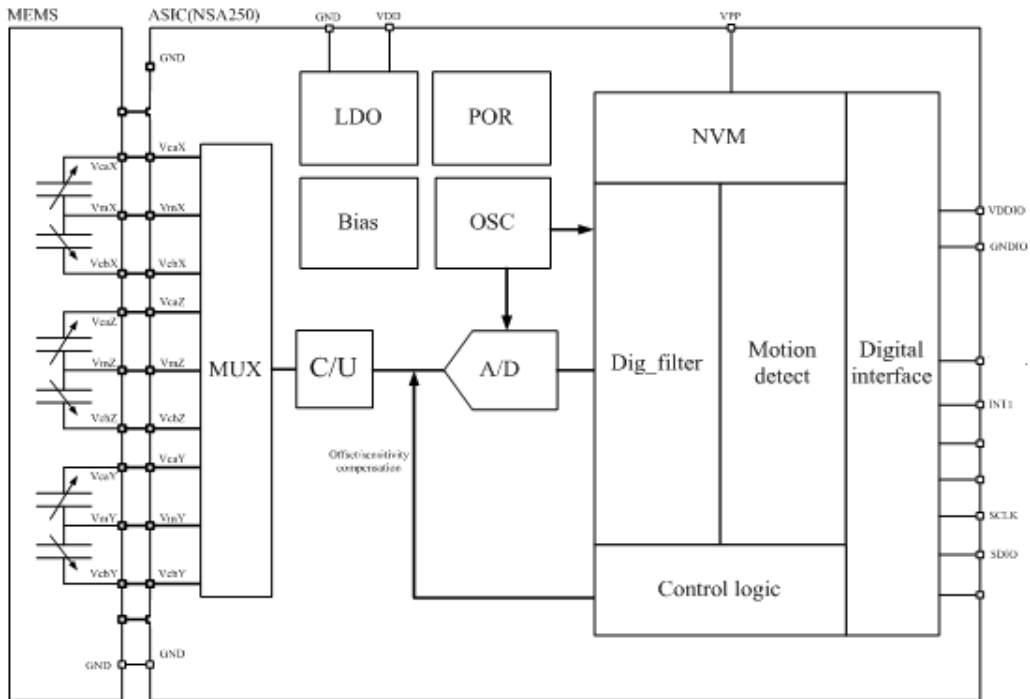 MEMS
ASIC(NSA250)
GND
VDD
VPP
GND
LDO
POR
NVM
VcaX
VcaX
VmX
VmX
VcbX
VcbX
Bias
OSC
VDDIO
GNDIO
VcaZ
VcaZ
VmZ
VmZ
VcbZ
VcbZ
MUX
C/U
A/D
Dig_filter
Motion
detect
Digital
interface
INT1
Offset/sensitivity
compensation
VcaY
VcaY
VmY
VmY
VcbY
VcbY
SCLK
SDIO
Control logic
GND
GND